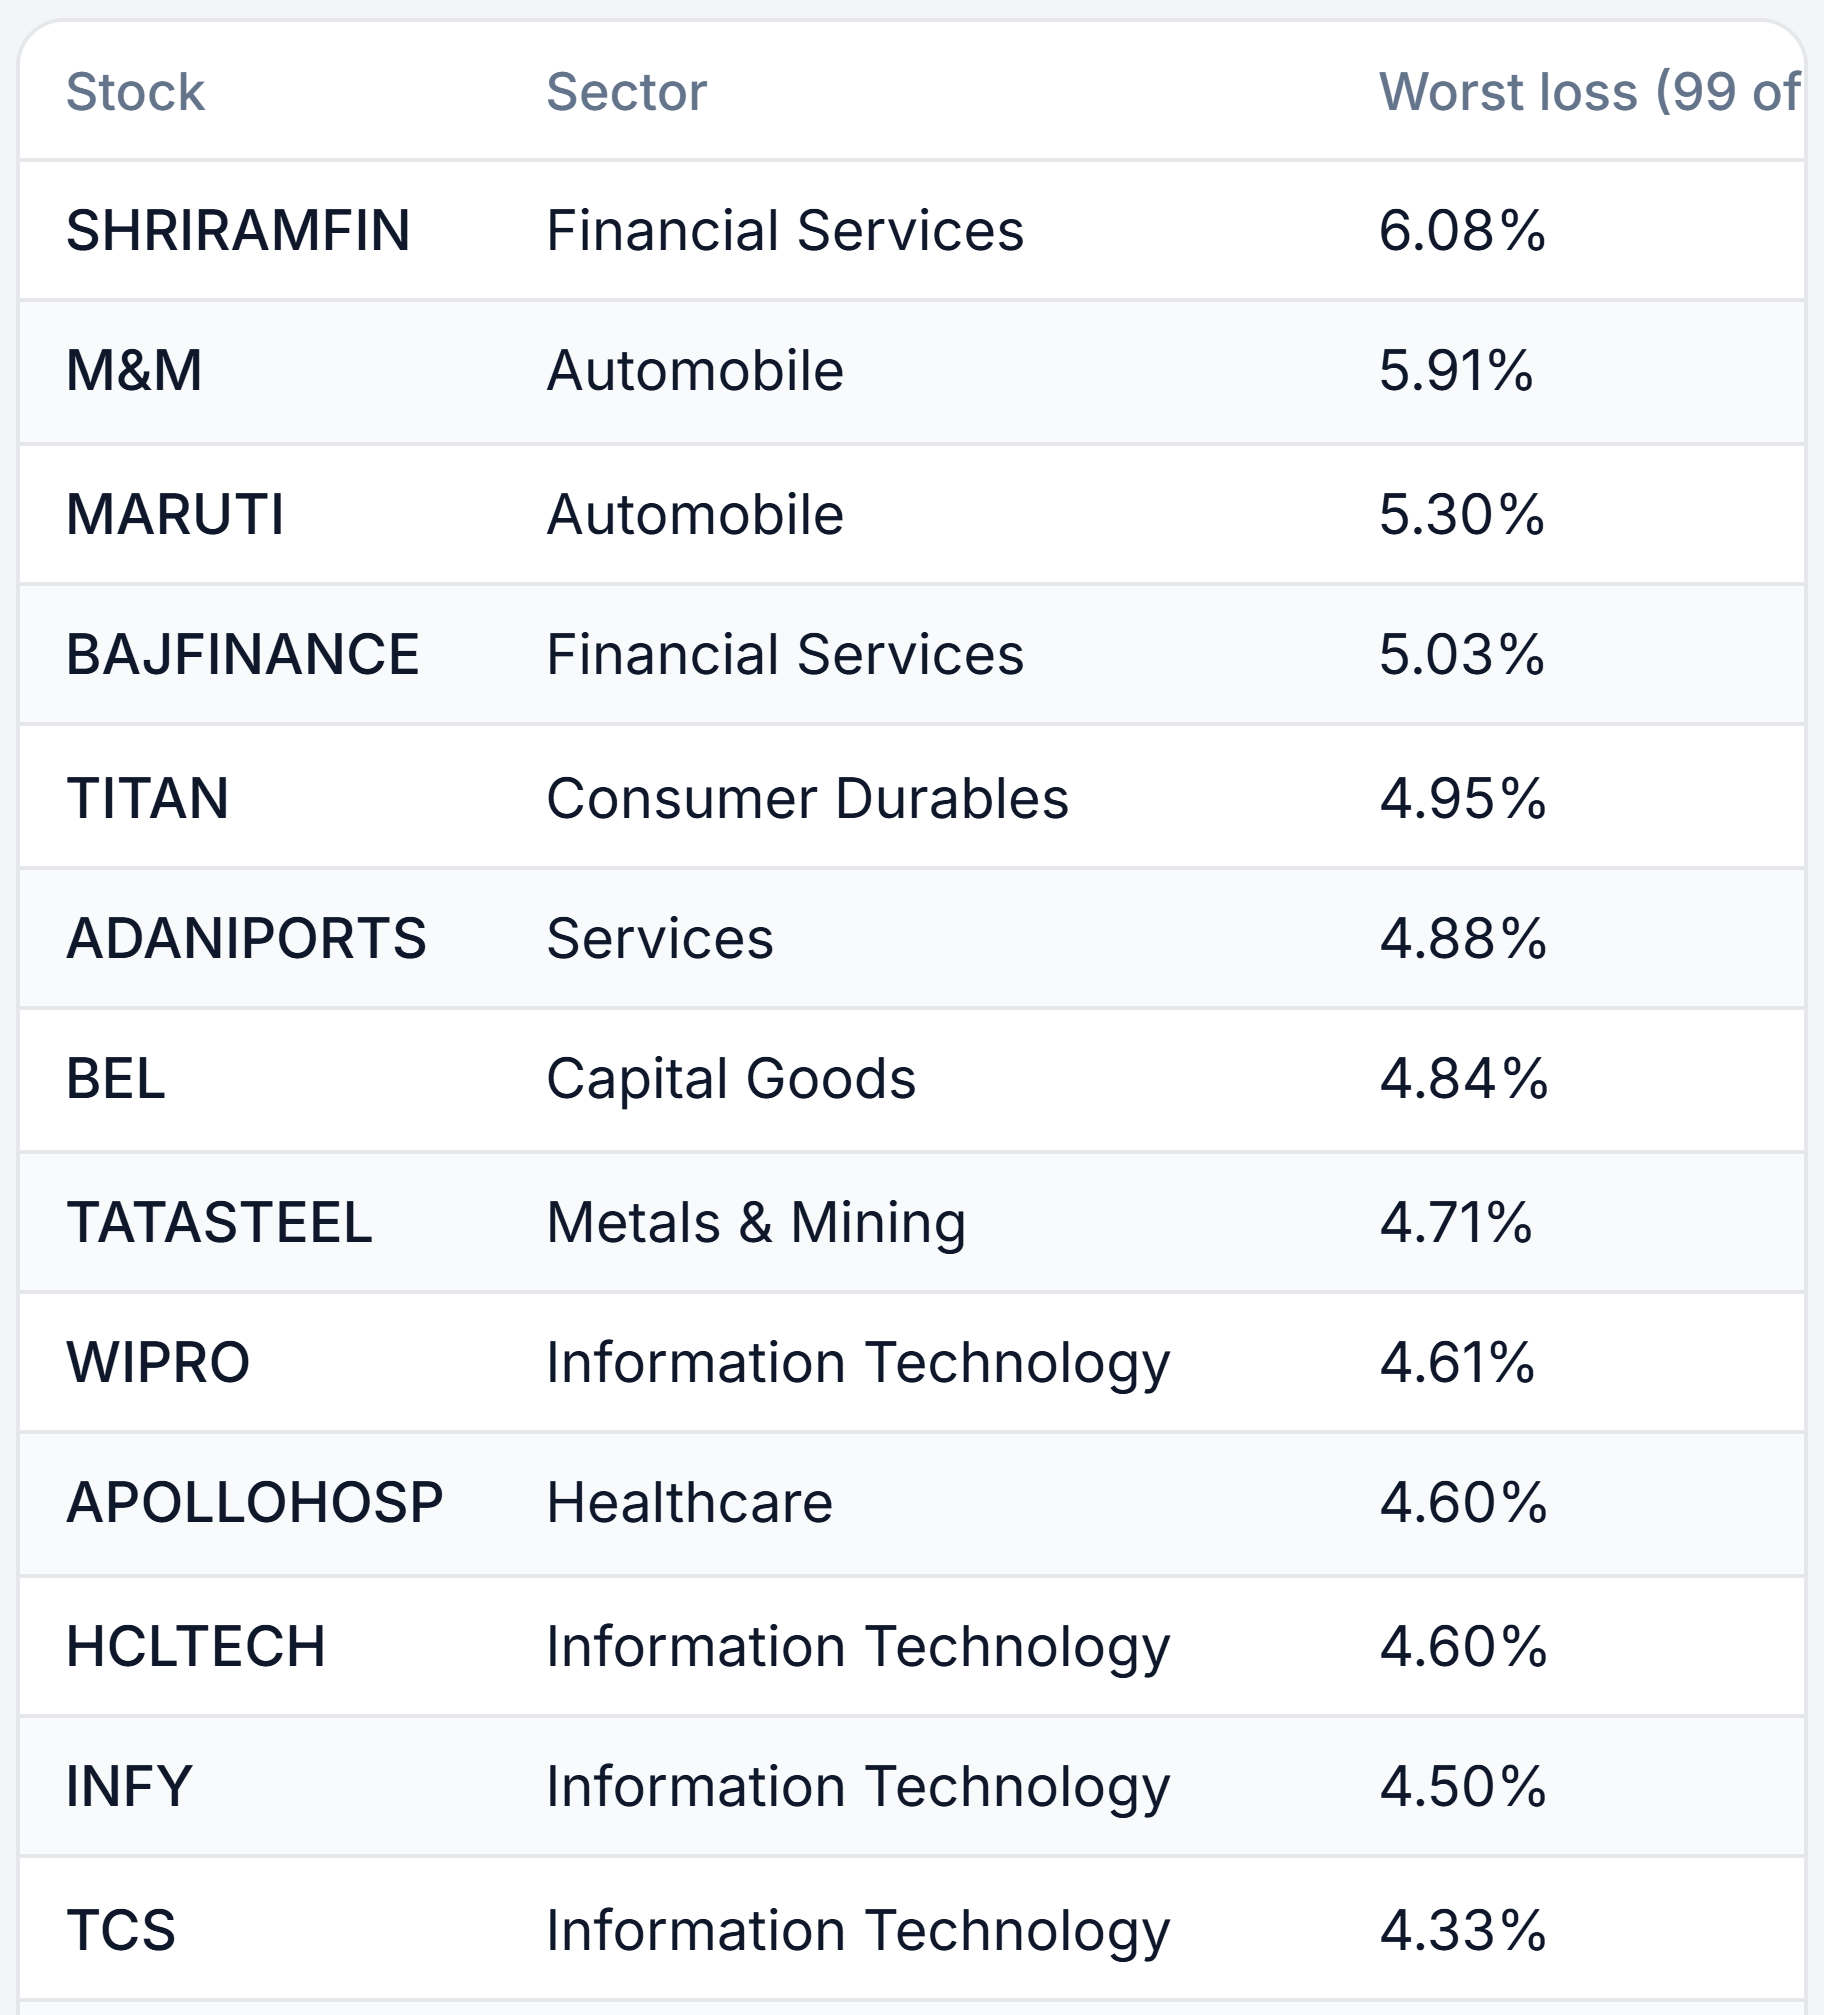 Stock Sector Worst loss (99 of
SHRIRAMFIN Financial Services 6.08%
M&M Automobile 5.91%
MARUTI Automobile 5.30%
BAJFINANCE Financial Services 5.03%
TITAN Consumer Durables 4.95%
ADANIPORTS Services 4.88%
BEL Capital Goods 4.84%
TATASTEEL Metals & Mining 4.71%
WIPRO Information Technology 4.61%
APOLLOHOSP Healthcare 4.60%
HCLTECH Information Technology 4.60%
INFY Information Technology 4.50%
TCS Information Technology 4.33%